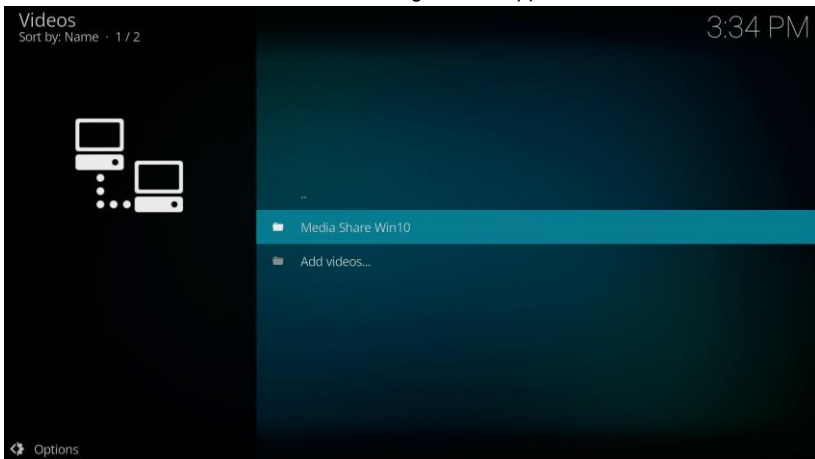 Videos
Sort by: Name · 1 / 2
3:34 PM
..
Media Share Win10
Add videos...
Options